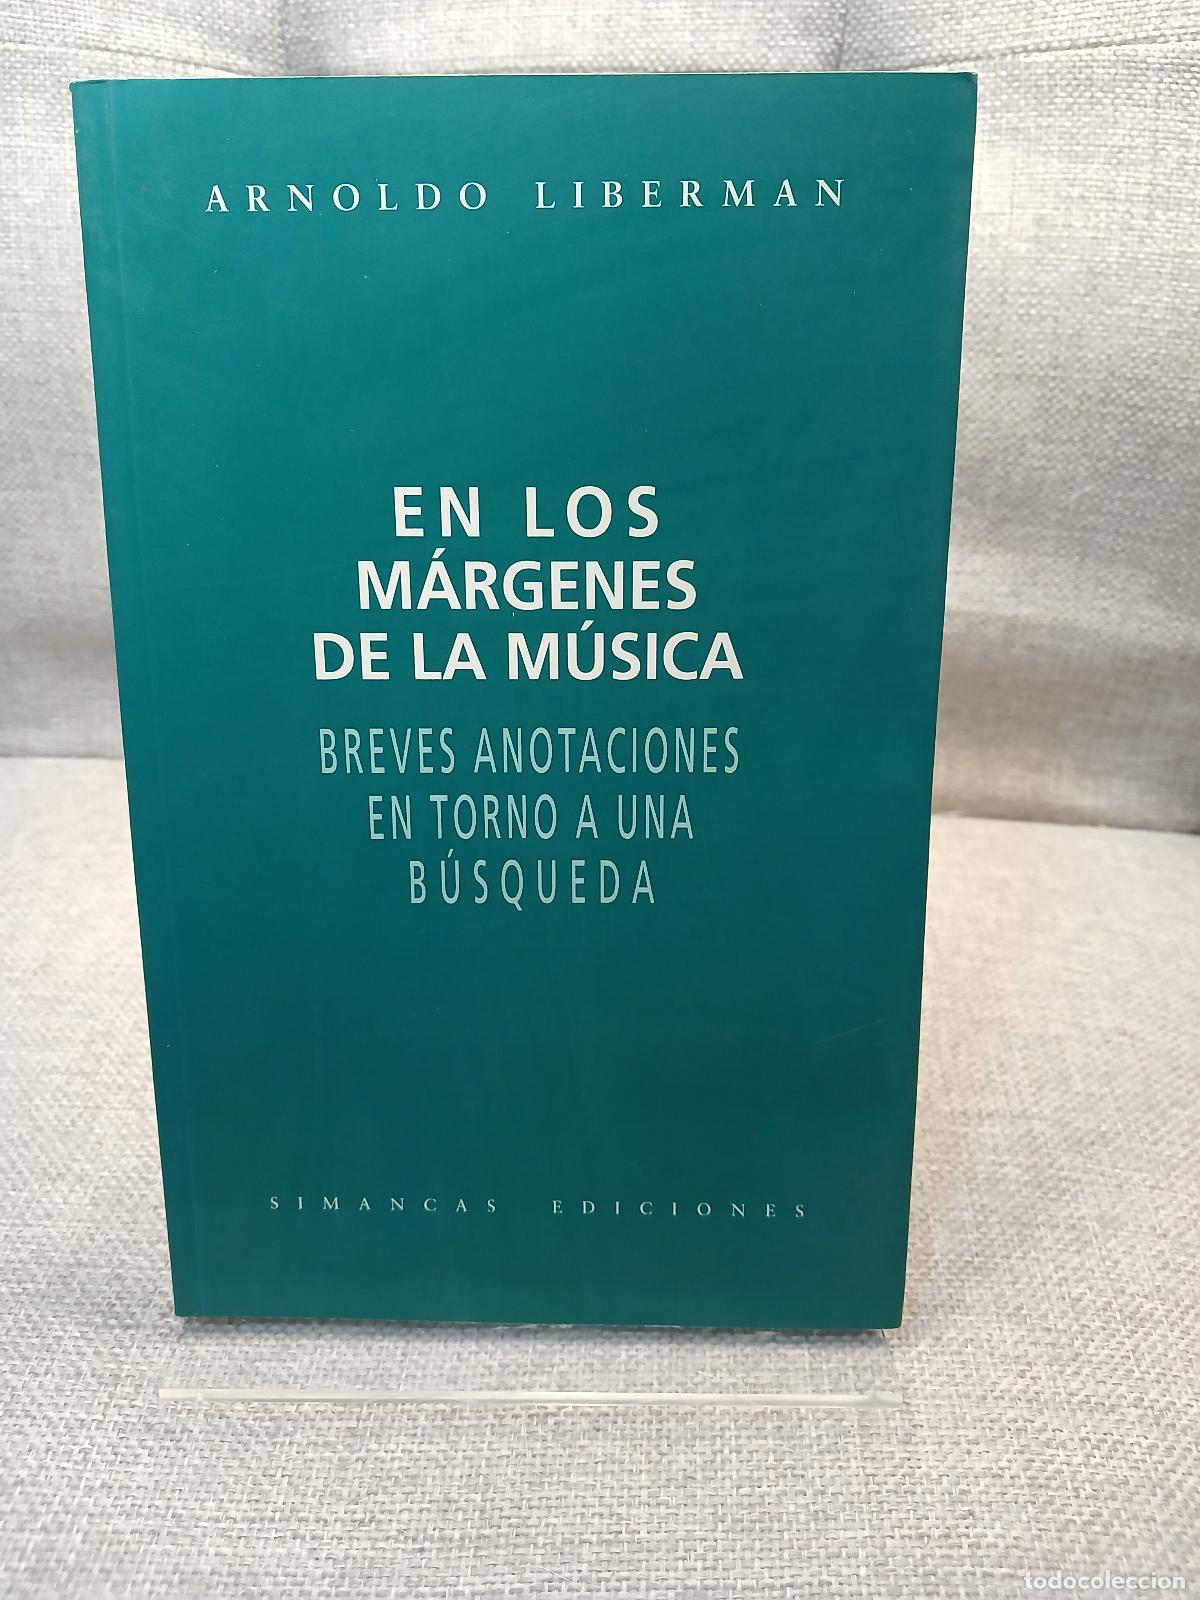 ARNOLDO LIBERMAN
EN LOS
MÁRGENES
DE LA MÚSICA
BREVES ANOTACIONES
EN TORNO A UNA
BÚSQUEDA
SIMANCAS EDICIONES
todocoleccion